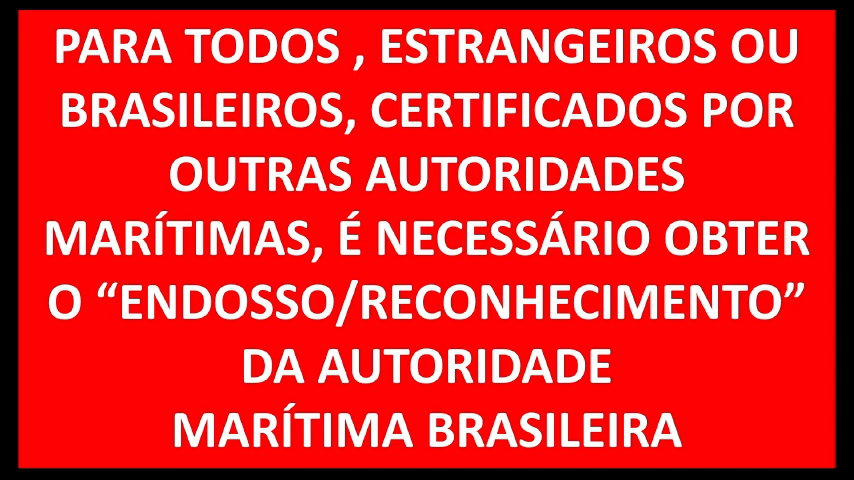 PARA TODOS , ESTRANGEIROS OU
BRASILEIROS, CERTIFICADOS POR
OUTRAS AUTORIDADES
MARÍTIMAS, É NECESSÁRIO OBTER
O “ENDOSSO/RECONHECIMENTO”
DA AUTORIDADE
MARÍTIMA BRASILEIRA